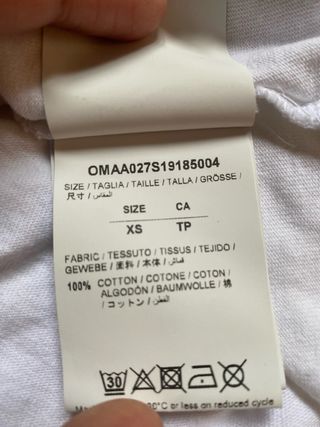 OMAA027S19185004
SIZE / TAGLIA / TAILLE / TALLA / GRÖSSE /
尺寸 / المقاس
SIZE CA
XS TP
FABRIC / TESSUTO / TISSUS / TEJIDO /
GEWEBE / 面料 / 本体 / قماش
100% COTTON / COTONE / COTON /
ALGODÓN / BAUMWOLLE / 棉
/ コットン / القطن
30
or less on reduced cycle